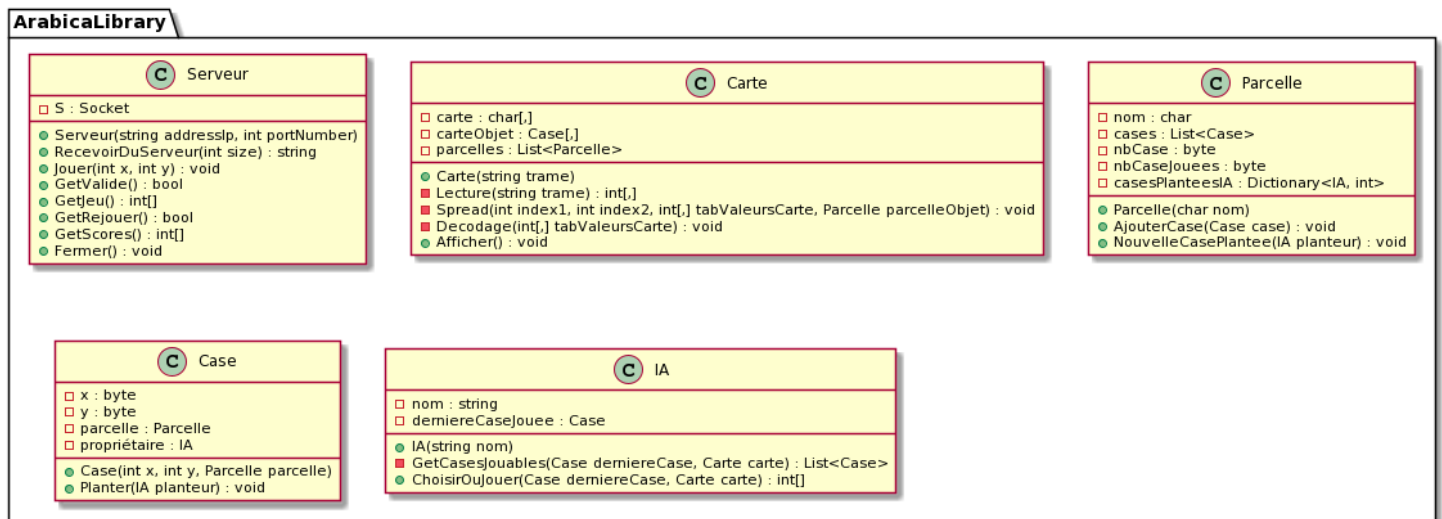 ArabicaLibrary
C Serveur
S : Socket
Serveur(string addressIp, int portNumber)
RecevoirDuServeur(int size) : string
Jouer(int x, int y) : void
GetValide() : bool
GetJeu() : int[]
GetRejouer() : bool
GetScores() : int[]
Fermer() : void
C Carte
carte : char[,]
carteObjet : Case[,]
parcelles : List<Parcelle>
Carte(string trame)
Lecture(string trame) : int[,]
Spread(int index1, int index2, int[,] tabValeursCarte, Parcelle parcelleObjet) : void
Decodage(int[,] tabValeursCarte) : void
Afficher() : void
C Parcelle
nom : char
cases : List<Case>
nbCase : byte
nbCaseJouees : byte
casesPlanteesIA : Dictionary<IA, int>
Parcelle(char nom)
AjouterCase(Case case) : void
NouvelleCasePlantee(IA planteur) : void
C Case
x : byte
y : byte
parcelle : Parcelle
propriétaire : IA
Case(int x, int y, Parcelle parcelle)
Planter(IA planteur) : void
C IA
nom : string
derniereCaseJouee : Case
IA(string nom)
GetCasesJouables(Case derniereCase, Carte carte) : List<Case>
ChoisirOuJouer(Case derniereCase, Carte carte) : int[]